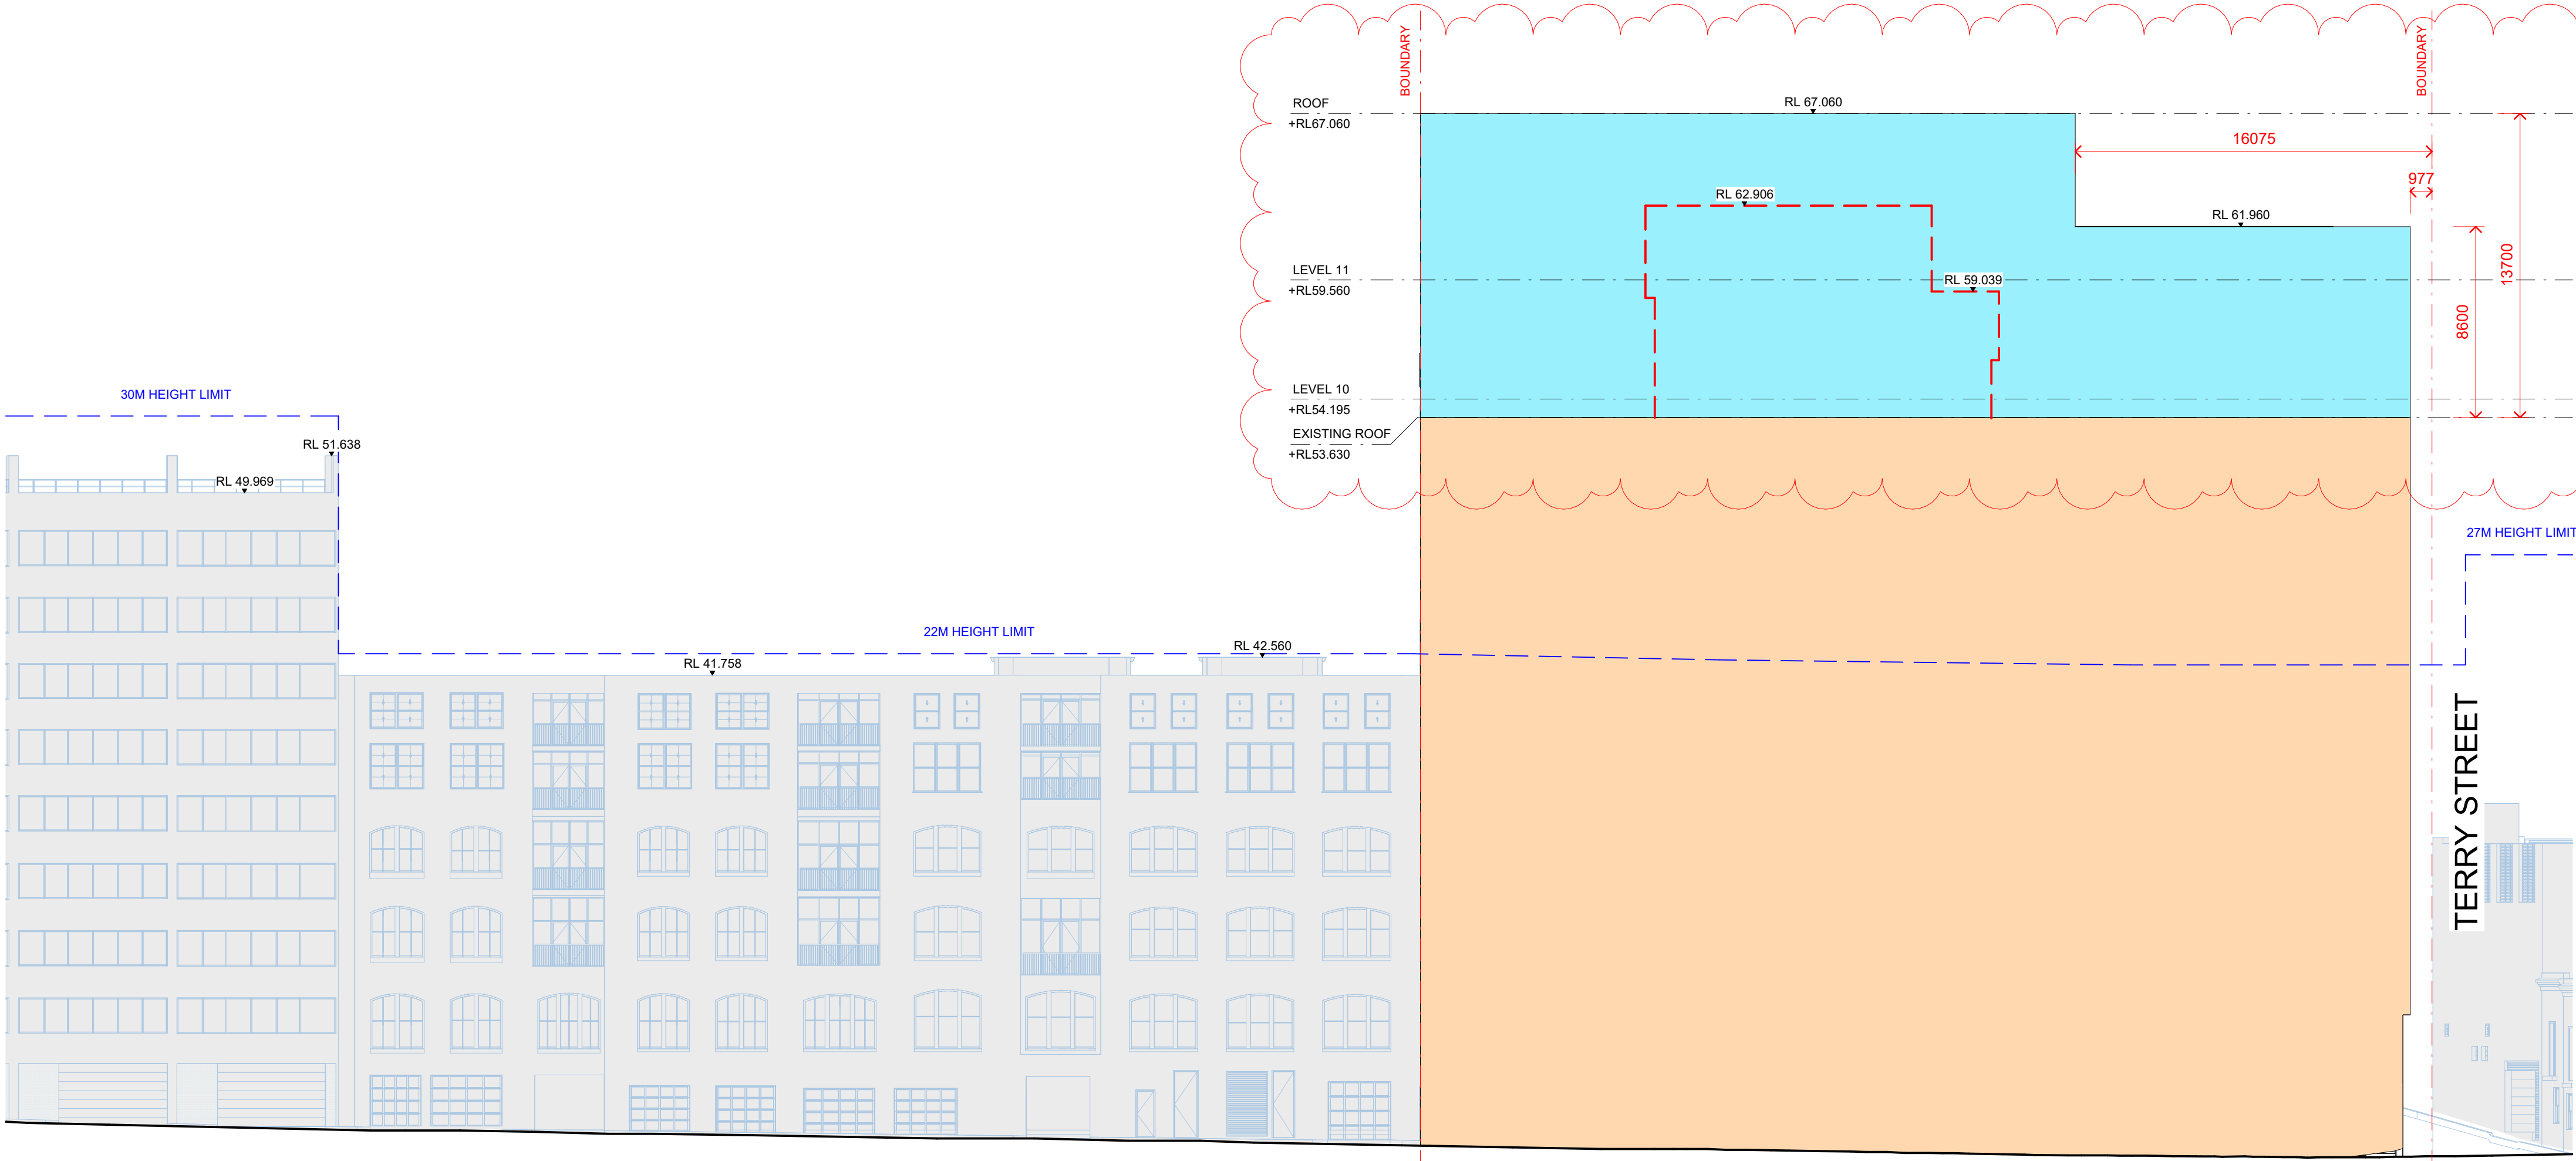 BOUNDARY
BOUNDARY
ROOF
+RL67.060
RL 67.060
16075
977
RL 62.906
RL 61.960
LEVEL 11
+RL59.560
RL 59.039
13700
8600
LEVEL 10
+RL54.195
EXISTING ROOF
+RL53.630
30M HEIGHT LIMIT
RL 51.638
RL 49.969
27M HEIGHT LIMIT
22M HEIGHT LIMIT
RL 42.560
RL 41.758
TERRY STREET